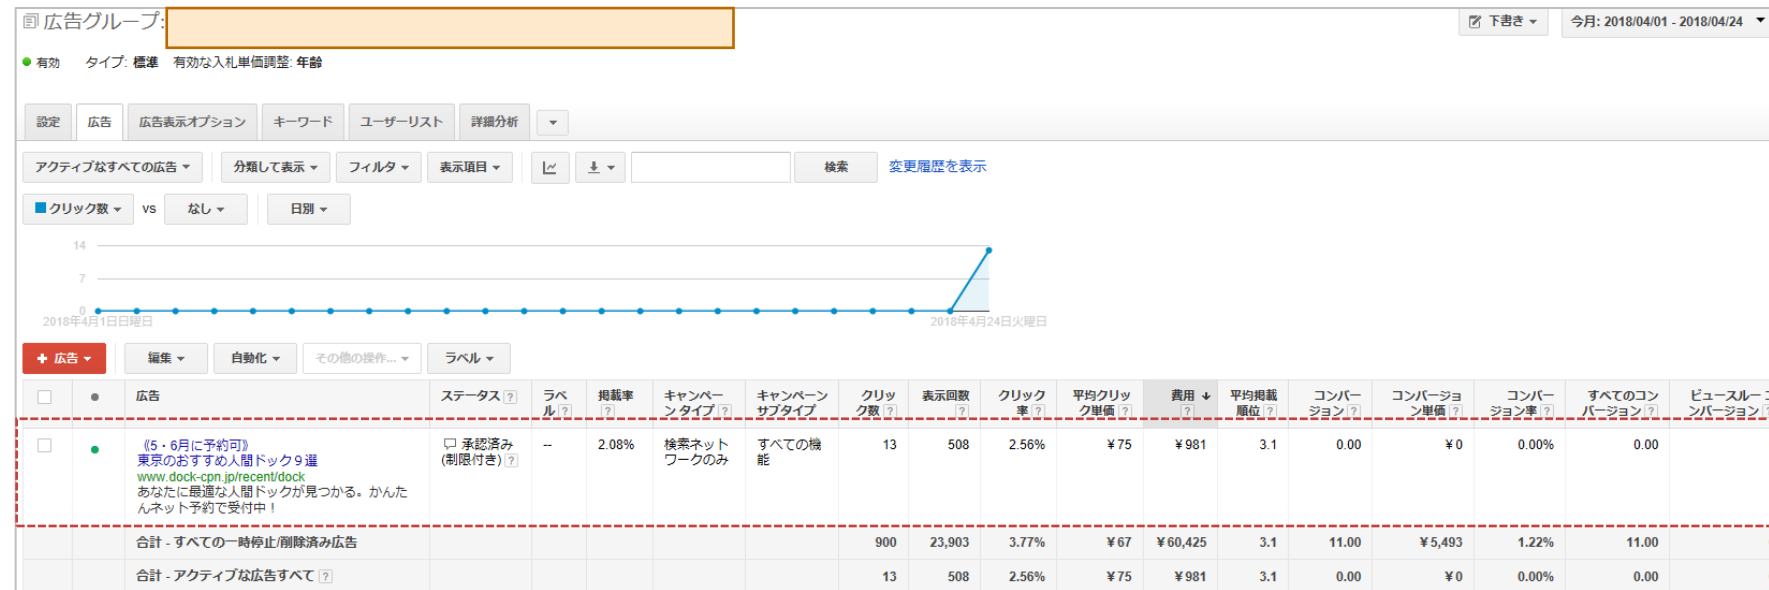 広告グループ:
下書き
今月: 2018/04/01 - 2018/04/24
有効 タイプ: 標準 有効な入札単価調整: 年齢
設定 広告 広告表示オプション キーワード ユーザーリスト 詳細分析
アクティブなすべての広告 分類して表示 フィルタ 表示項目 検索 変更履歴を表示
クリック数 vs なし 日別
14
7
0
2018年4月1日日曜日 2018年4月24日火曜日
+ 広告 編集 自動化 その他の操作... ラベル
広告
ステータス ?
ラベ
ル ?
掲載率
?
キャンペー
ン タイプ ?
キャンペーン
サブタイプ
クリッ
ク数 ?
表示回数
?
クリック
率 ?
平均クリッ
ク単価 ?
費用 ↓
?
平均掲載
順位 ?
コンバー
ジョン ?
コンバージョ
ン単価 ?
コンバー
ジョン率 ?
すべてのコン
バージョン ?
ビュースルー コ
ンバージョン ?
《5・6月に予約可》
東京のおすすめ人間ドック９選
www.dock-cpn.jp/recent/dock
あなたに最適な人間ドックが見つかる。かんた
んネット予約で受付中！
承認済み
(制限付き) ?
--
2.08%
検索ネット
ワークのみ
すべての機
能
13 508 2.56% ¥75 ¥981 3.1 0.00 ¥0 0.00% 0.00
合計 - すべての一時停止/削除済み広告 900 23,903 3.77% ¥67 ¥60,425 3.1 11.00 ¥5,493 1.22% 11.00
合計 - アクティブな広告すべて ? 13 508 2.56% ¥75 ¥981 3.1 0.00 ¥0 0.00% 0.00